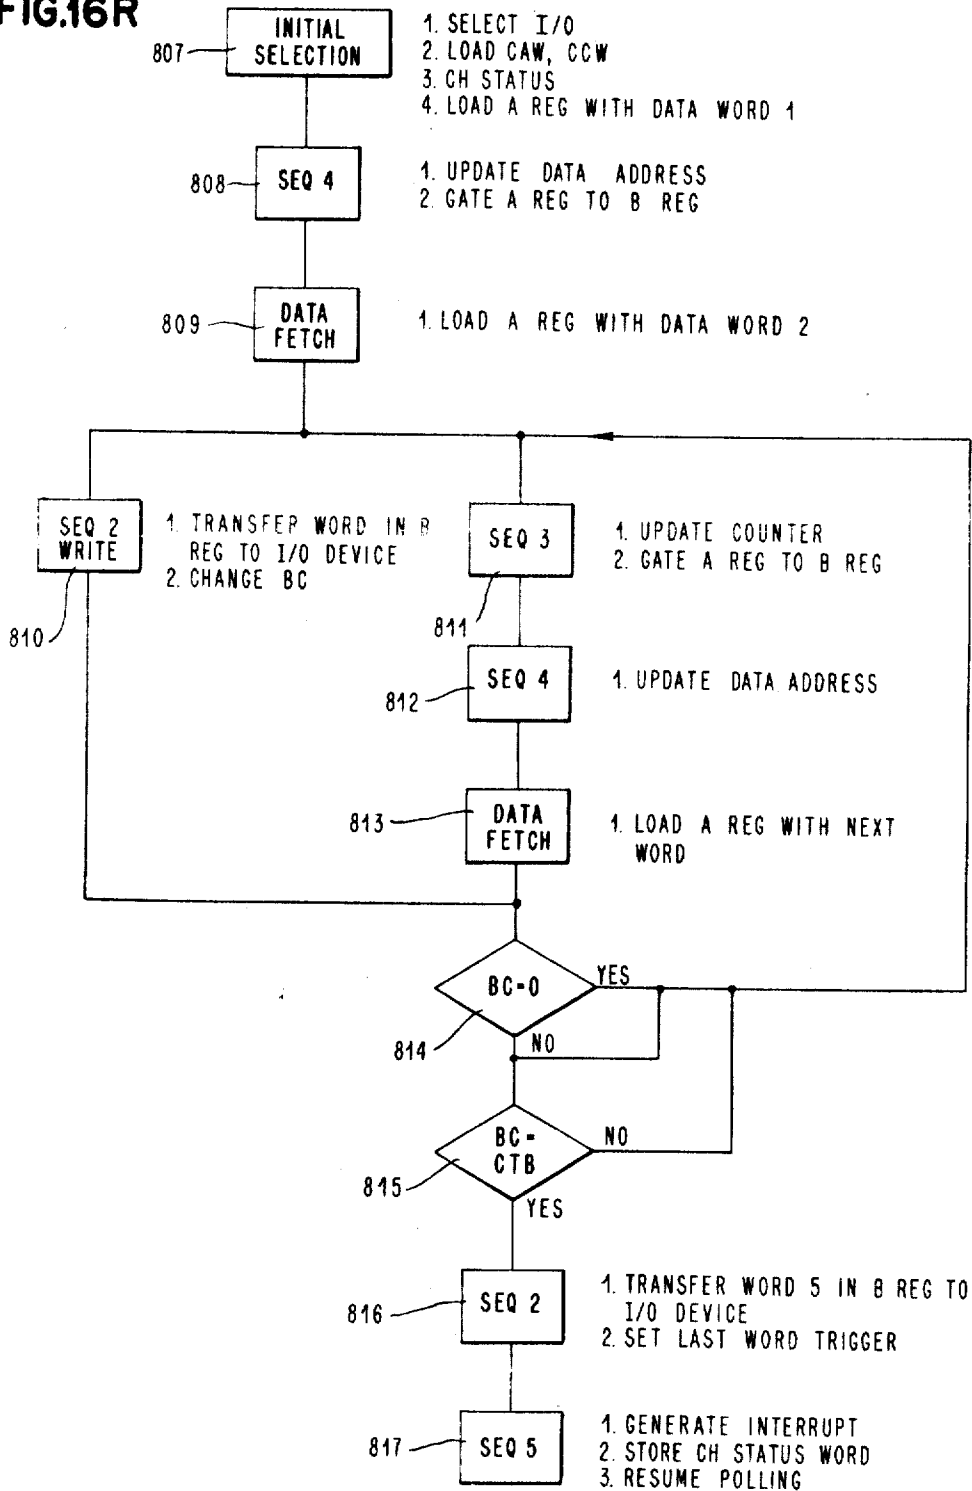 FIG.16R
INITIAL
SELECTION
807
1. SELECT I/O
2. LOAD CAW, CCW
3. CH STATUS
4. LOAD A REG WITH DATA WORD 1
808
SEQ 4
1. UPDATE DATA ADDRESS
2. GATE A REG TO B REG
809
DATA
FETCH
1. LOAD A REG WITH DATA WORD 2
SEQ 2
WRITE
810
1. TRANSFER WORD IN B
REG TO I/O DEVICE
2. CHANGE BC
SEQ 3
811
1. UPDATE COUNTER
2. GATE A REG TO B REG
812
SEQ 4
1. UPDATE DATA ADDRESS
813
DATA
FETCH
1. LOAD A REG WITH NEXT
WORD
BC=0
YES
814
NO
BC=
CTB
NO
815
YES
816
SEQ 2
1. TRANSFER WORD 5 IN B REG TO
I/O DEVICE
2. SET LAST WORD TRIGGER
817
SEQ 5
1. GENERATE INTERRUPT
2. STORE CH STATUS WORD
3. RESUME POLLING